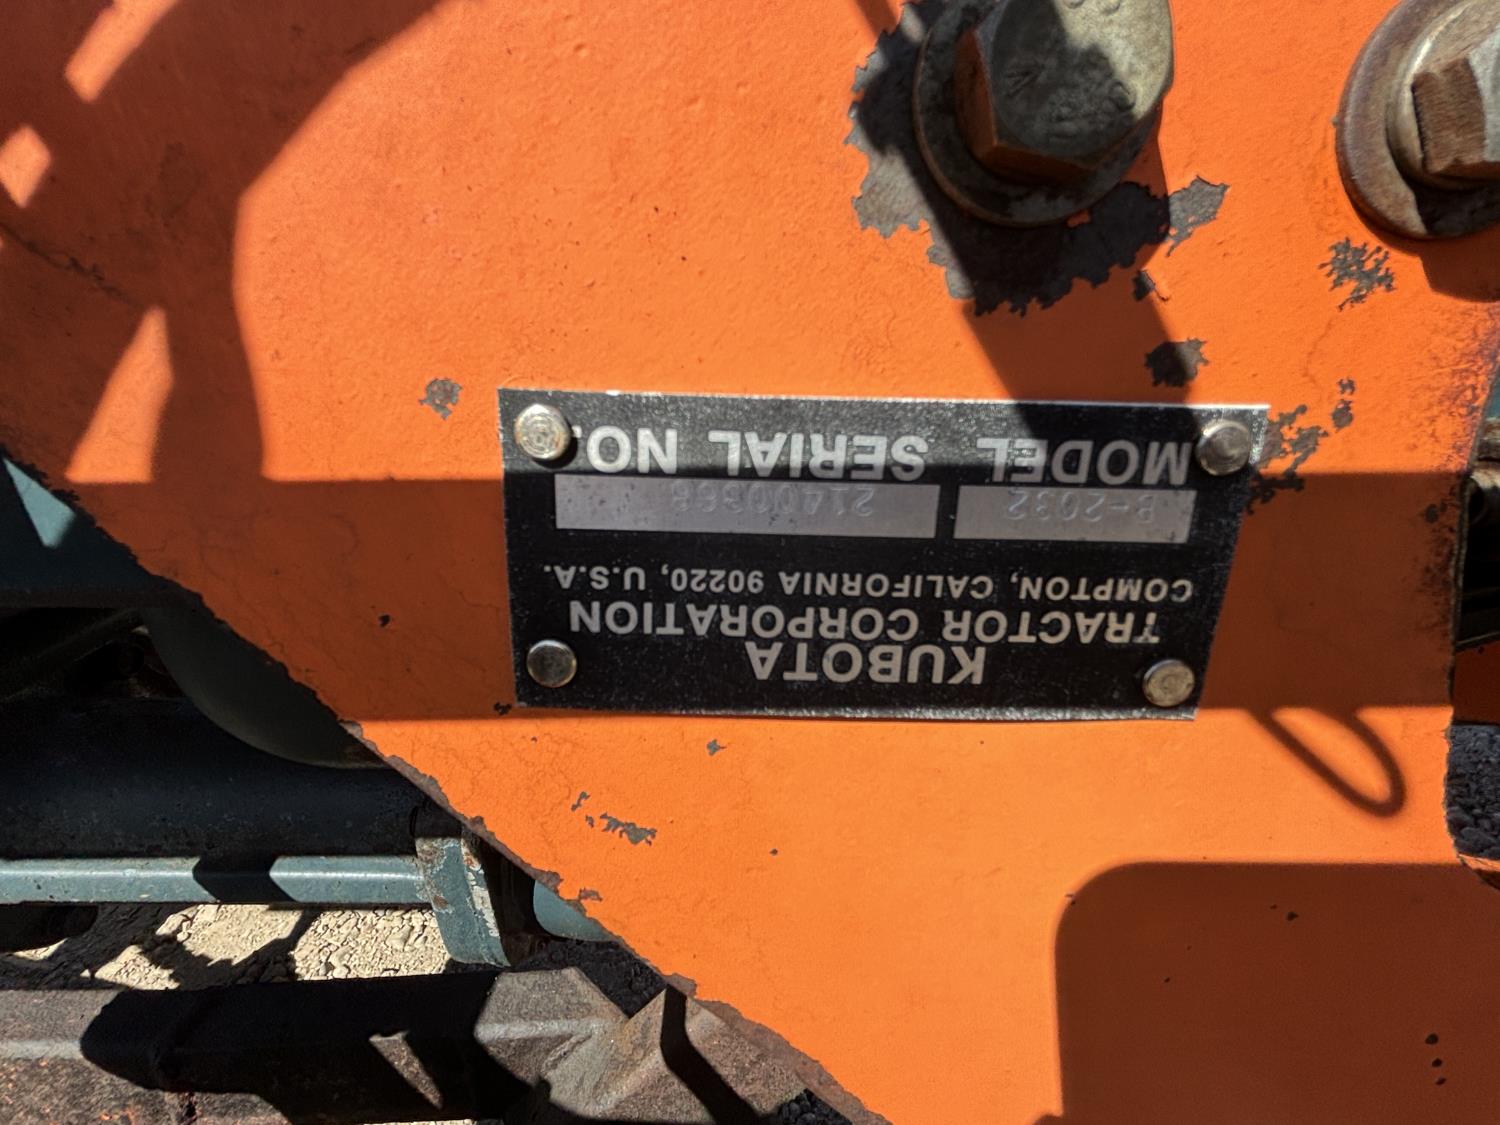 KUBOTA
TRACTOR CORPORATION
COMPTON, CALIFORNIA 90220, U.S.A.
B-2032 21400368
MODEL SERIAL NO.